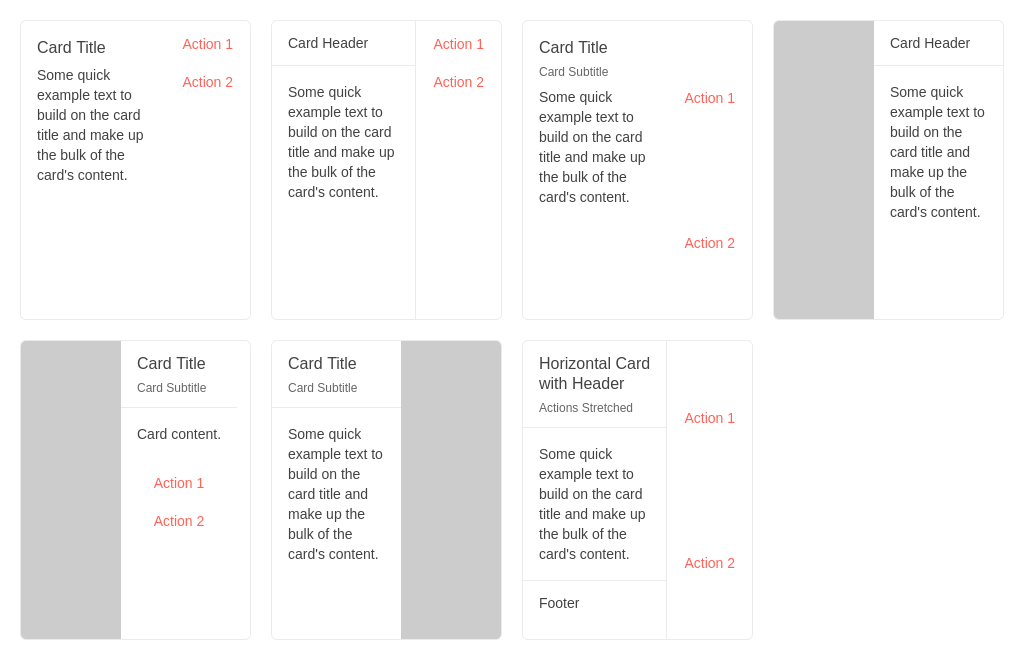 Card Title
Some quick
example text to
build on the card
title and make up
the bulk of the
card's content.
Action 1
Action 2
Card Header
Some quick
example text to
build on the card
title and make up
the bulk of the
card's content.
Action 1
Action 2
Card Title
Card Subtitle
Some quick
example text to
build on the card
title and make up
the bulk of the
card's content.
Action 1
Action 2
Card Header
Some quick
example text to
build on the
card title and
make up the
bulk of the
card's content.
Card Title
Card Subtitle
Card content.
Action 1
Action 2
Card Title
Card Subtitle
Some quick
example text to
build on the
card title and
make up the
bulk of the
card's content.
Horizontal Card
with Header
Actions Stretched
Some quick
example text to
build on the card
title and make up
the bulk of the
card's content.
Footer
Action 1
Action 2